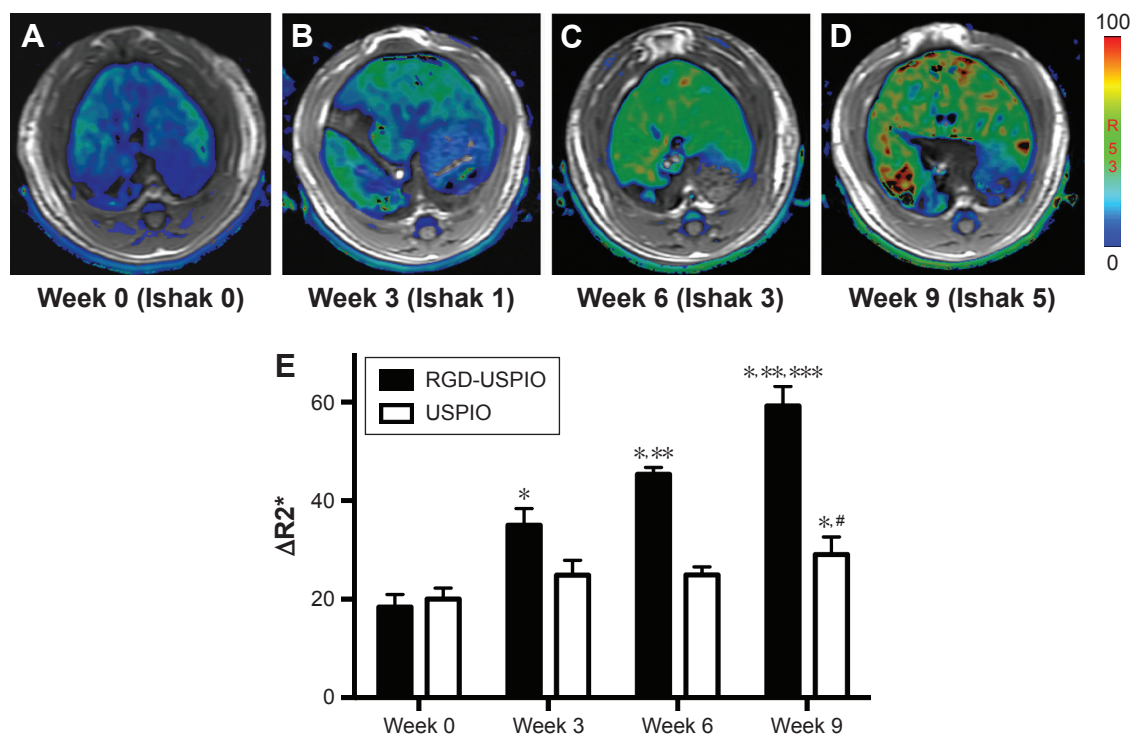 A
B
C
D
100
R
5
3
0
Week 0 (Ishak 0)
Week 3 (Ishak 1)
Week 6 (Ishak 3)
Week 9 (Ishak 5)
E
RGD-USPIO
USPIO
*,**,***
*,**
*
*,#
ΔR2*
60
40
20
0
Week 0
Week 3
Week 6
Week 9